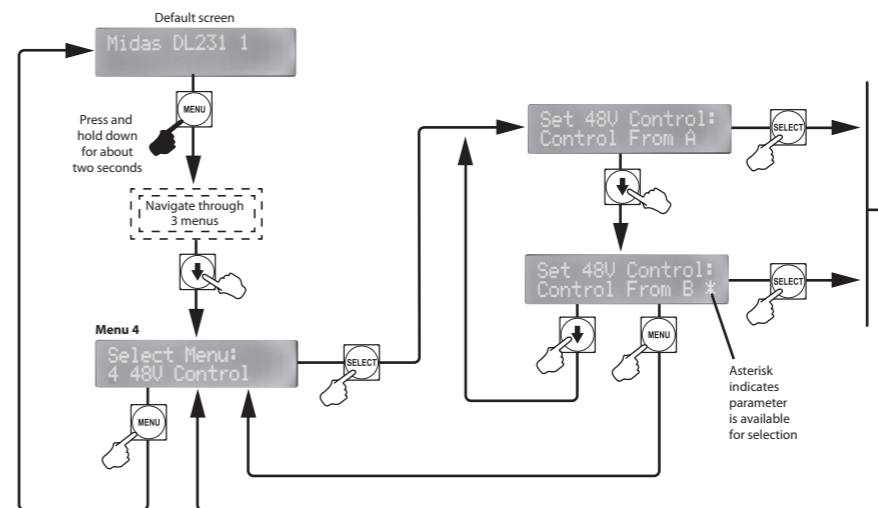 Default screen
Midas DL231 1
MENU
Press and
hold down
for about
two seconds
Navigate through
3 menus
Menu 4
Select Menu:
4 48V Control
SELECT
MENU
Set 48V Control:
Control From A
SELECT
Set 48V Control:
Control From B *
SELECT
MENU
Asterisk
indicates
parameter
is available
for selection